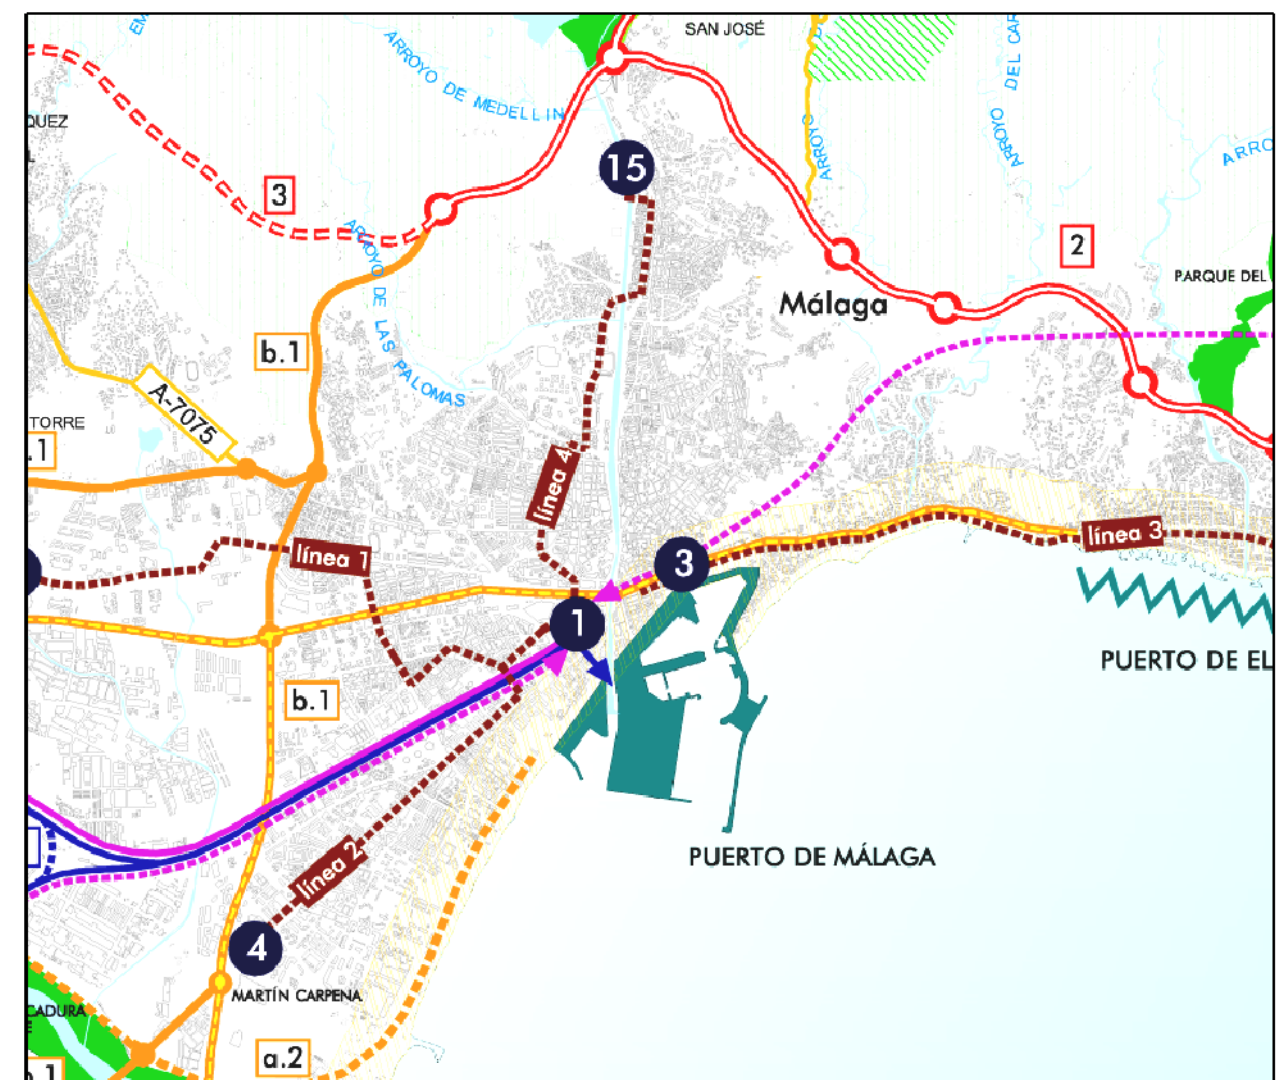 SAN JOSÉ
ARROYO DE MEDELLIN
ARROYO
DEL CAR
ARROYO
ARRO
QUEZ
15
3
2
ARROYO DE LAS PALOMAS
PARQUE DEL
Málaga
b.1
A-7075
TORRE
.1
línea 4
línea 1
línea 3
3
1
PUERTO DE EL
b.1
PUERTO DE MÁLAGA
línea 2
4
MARTÍN CARPENA
CADURA
a.2
.1